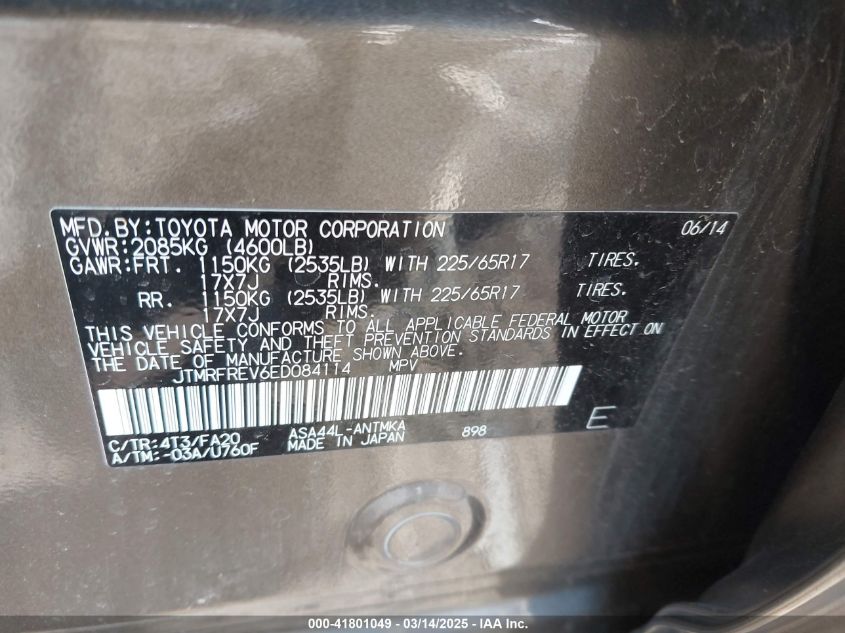 MFD.BY:TOYOTA MOTOR CORPORATION 06/14
GVWR:2085KG (4600LB)
GAWR:FRT. 1150KG (2535LB) WITH 225/65R17 TIRES.
17X7J RIMS.
RR. 1150KG (2535LB) WITH 225/65R17 TIRES.
17X7J RIMS.
THIS VEHICLE CONFORMS TO ALL APPLICABLE FEDERAL MOTOR
VEHICLE SAFETY AND THEFT PREVENTION STANDARDS IN EFFECT ON
THE DATE OF MANUFACTURE SHOWN ABOVE.
JTMRFREV6ED084114 MPV
C/TR:4T3/FA20 ASA44L-ANTMKA 898 E
A/TM:-03A/U760F MADE IN JAPAN
000-41801049 - 03/14/2025 - IAA Inc.